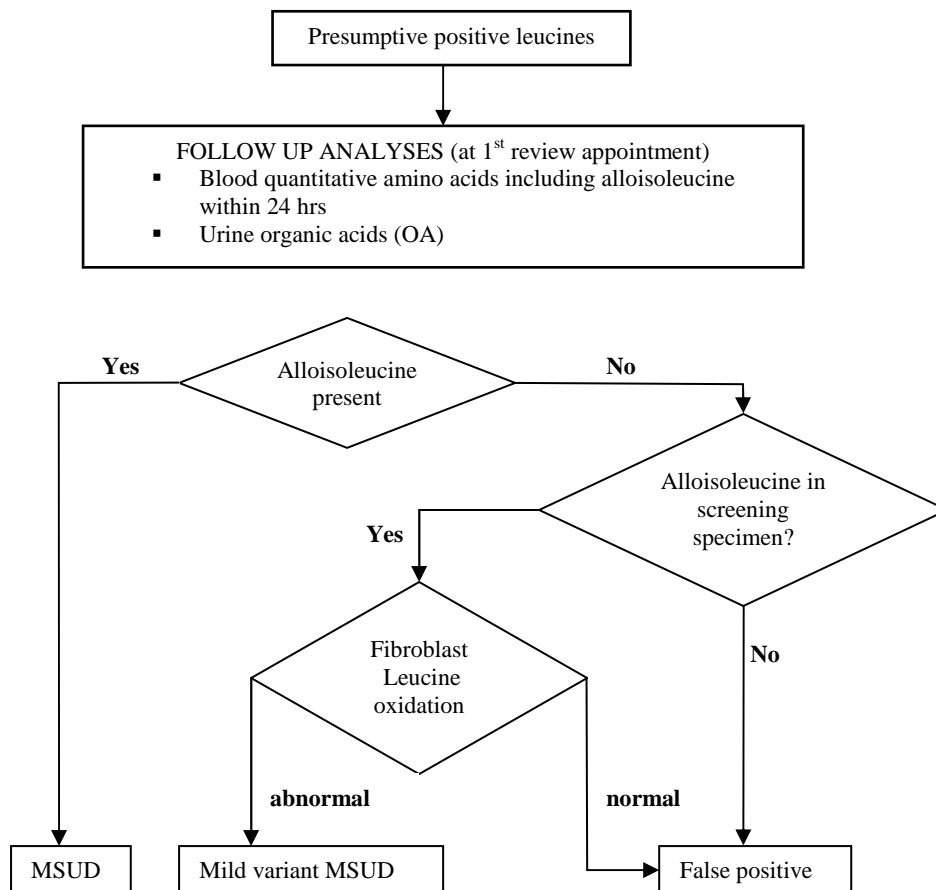 Presumptive positive leucines
FOLLOW UP ANALYSES (at 1st review appointment)
▪ Blood quantitative amino acids including alloisoleucine
within 24 hrs
▪ Urine organic acids (OA)
Yes
Alloisoleucine
present
No
Alloisoleucine in
screening
specimen?
Yes
Fibroblast
Leucine
oxidation
No
abnormal
normal
MSUD
Mild variant MSUD
False positive